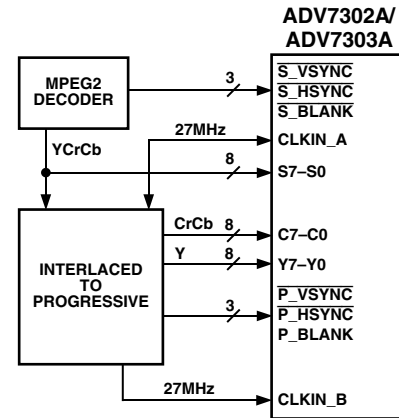 ADV7302A/
ADV7303A
MPEG2
DECODER
3
S_VSYNC
S_HSYNC
S_BLANK
27MHz
CLKIN_A
YCrCb
8
S7–S0
CrCb 8
C7–C0
Y 8
Y7–Y0
INTERLACED
TO
PROGRESSIVE
3
P_VSYNC
P_HSYNC
P_BLANK
27MHz
CLKIN_B